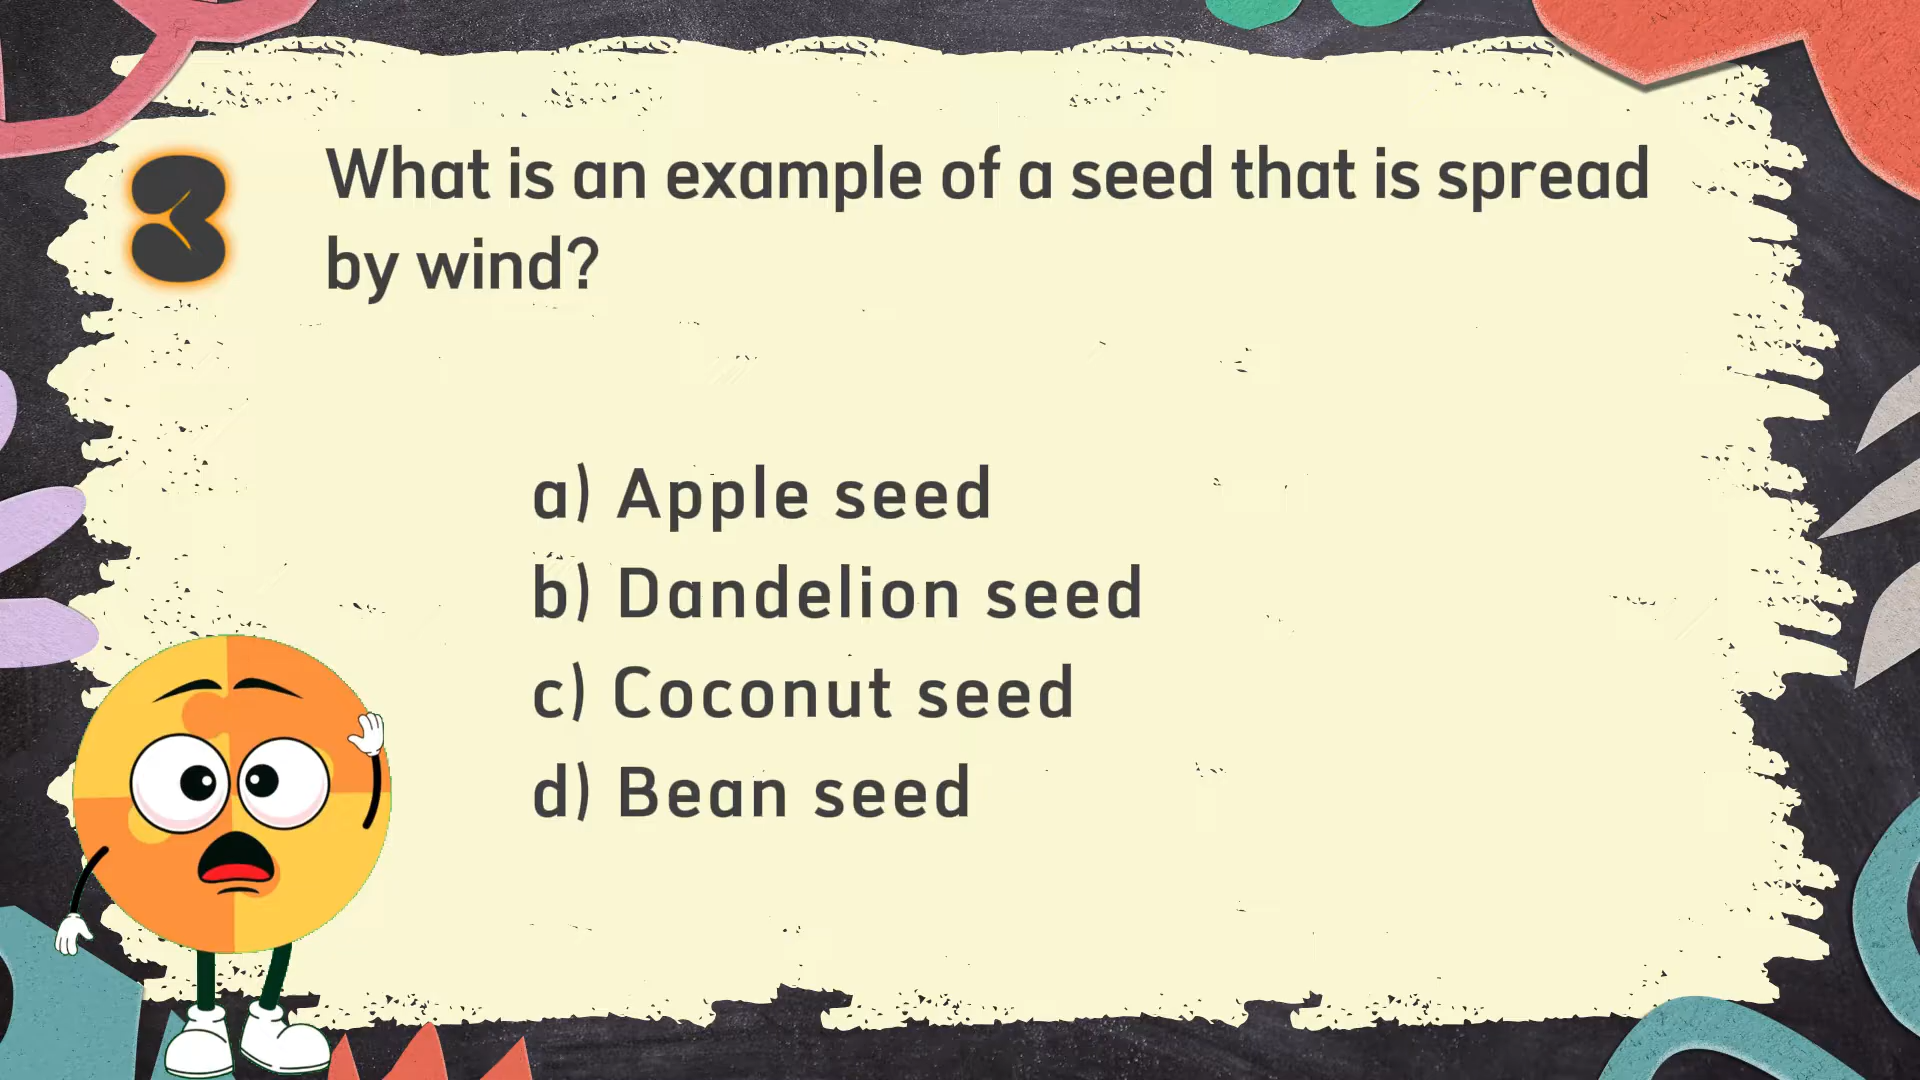 3
What is an example of a seed that is spread
by wind?
a) Apple seed
b) Dandelion seed
c) Coconut seed
d) Bean seed